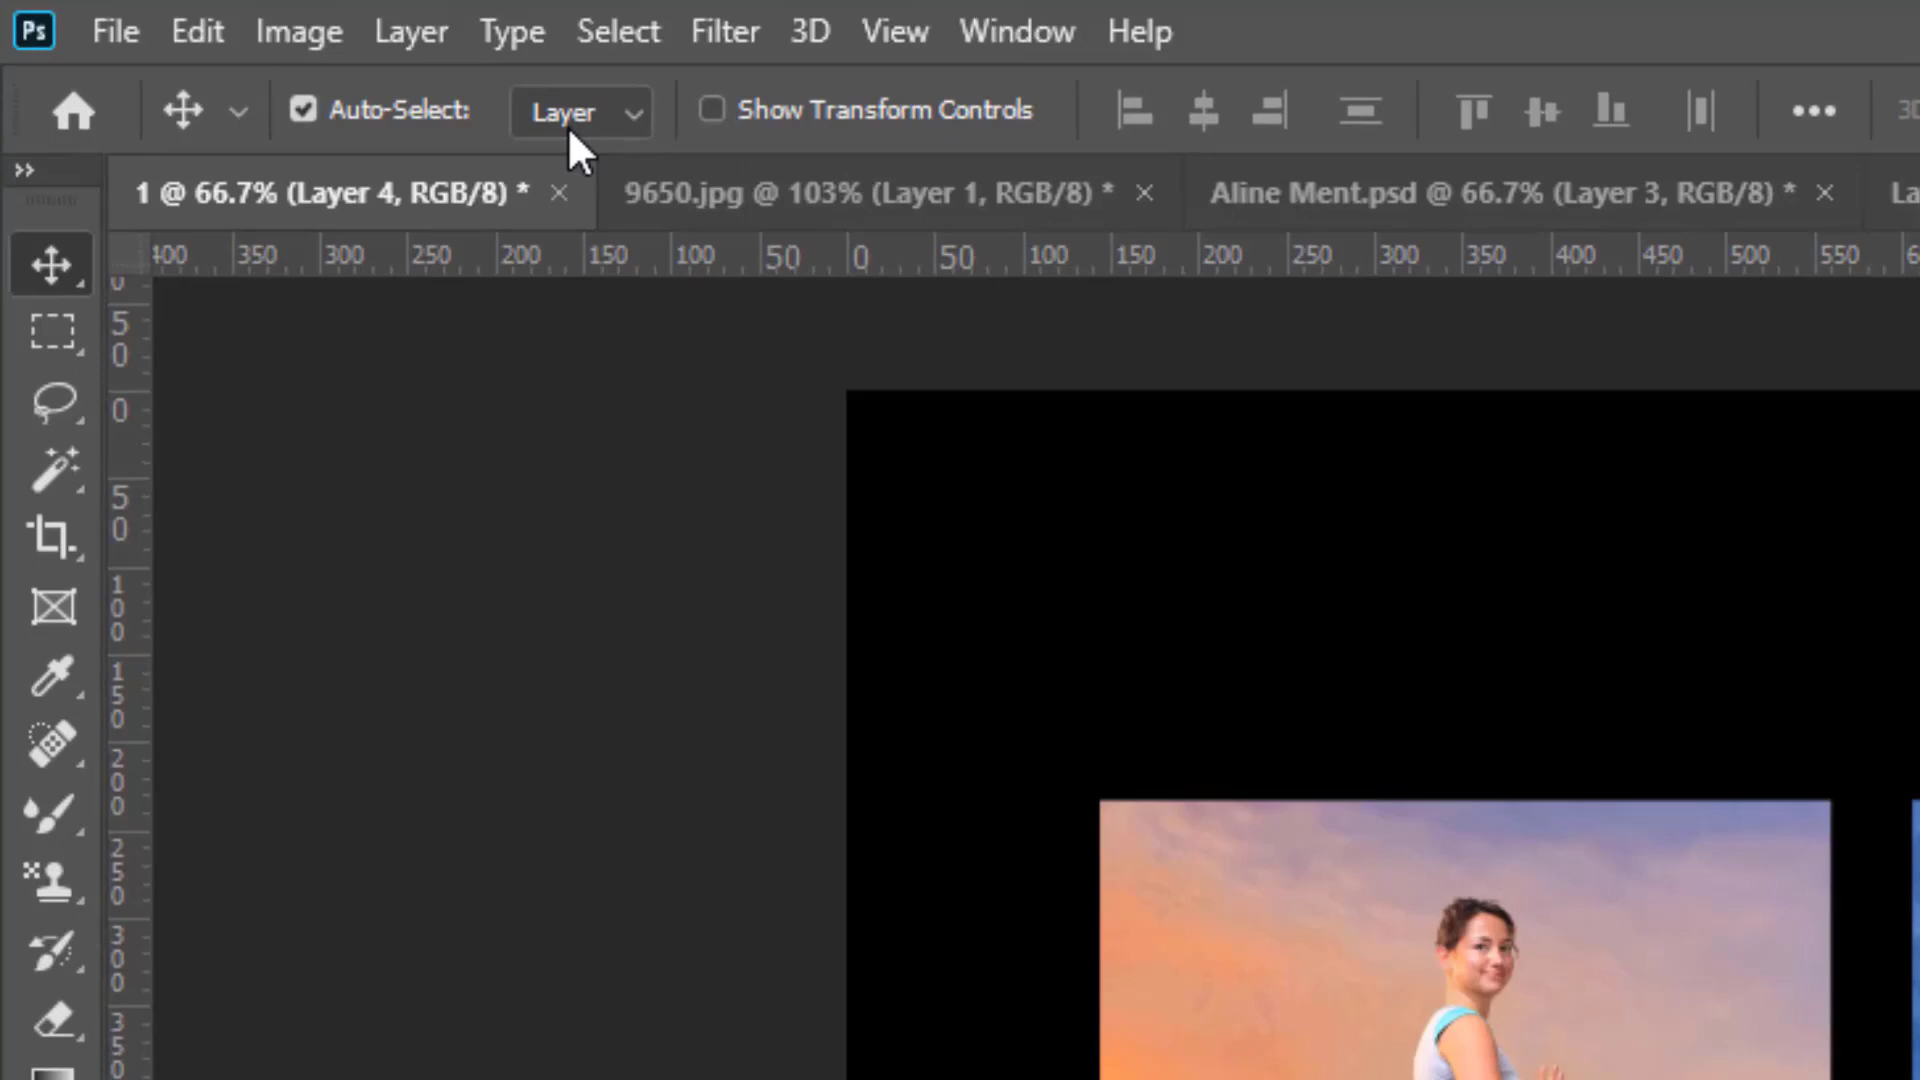 Ps File Edit Image Layer Type Select Filter 3D View Window Help
Auto-Select: Layer Show Transform Controls
1 @ 66.7% (Layer 4, RGB/8) * × 9650.jpg @ 103% (Layer 1, RGB/8) * × Aline Ment.psd @ 66.7% (Layer 3, RGB/8) * × La
400 350 300 250 200 150 100 50 0 50 100 150 200 250 300 350 400 450 500 550
0
50
0
50
100
150
200
250
300
350